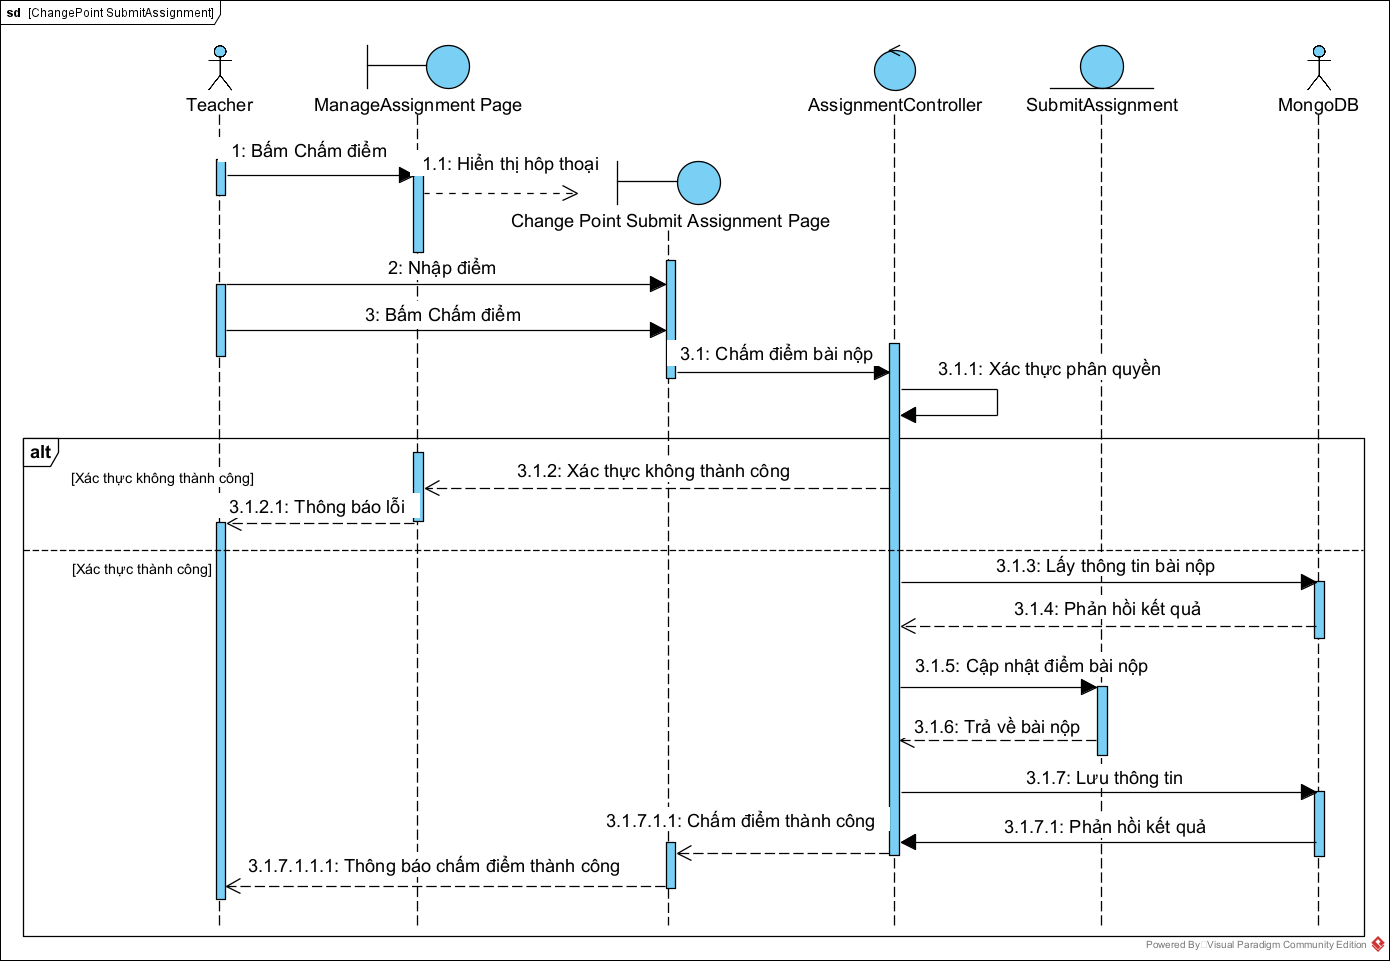 sd [ChangePoint SubmitAssignment]
Teacher
ManageAssignment Page
AssignmentController
SubmitAssignment
MongoDB
1: Bấm Chấm điểm
1.1: Hiển thị hôp thoại
Change Point Submit Assignment Page
2: Nhập điểm
3: Bấm Chấm điểm
3.1: Chấm điểm bài nộp
3.1.1: Xác thực phân quyền
alt
[Xác thực không thành công]
3.1.2: Xác thực không thành công
3.1.2.1: Thông báo lỗi
[Xác thực thành công]
3.1.3: Lấy thông tin bài nộp
3.1.4: Phản hồi kết quả
3.1.5: Cập nhật điểm bài nộp
3.1.6: Trả về bài nộp
3.1.7: Lưu thông tin
3.1.7.1.1: Chấm điểm thành công
3.1.7.1: Phản hồi kết quả
3.1.7.1.1.1: Thông báo chấm điểm thành công
Powered By Visual Paradigm Community Edition